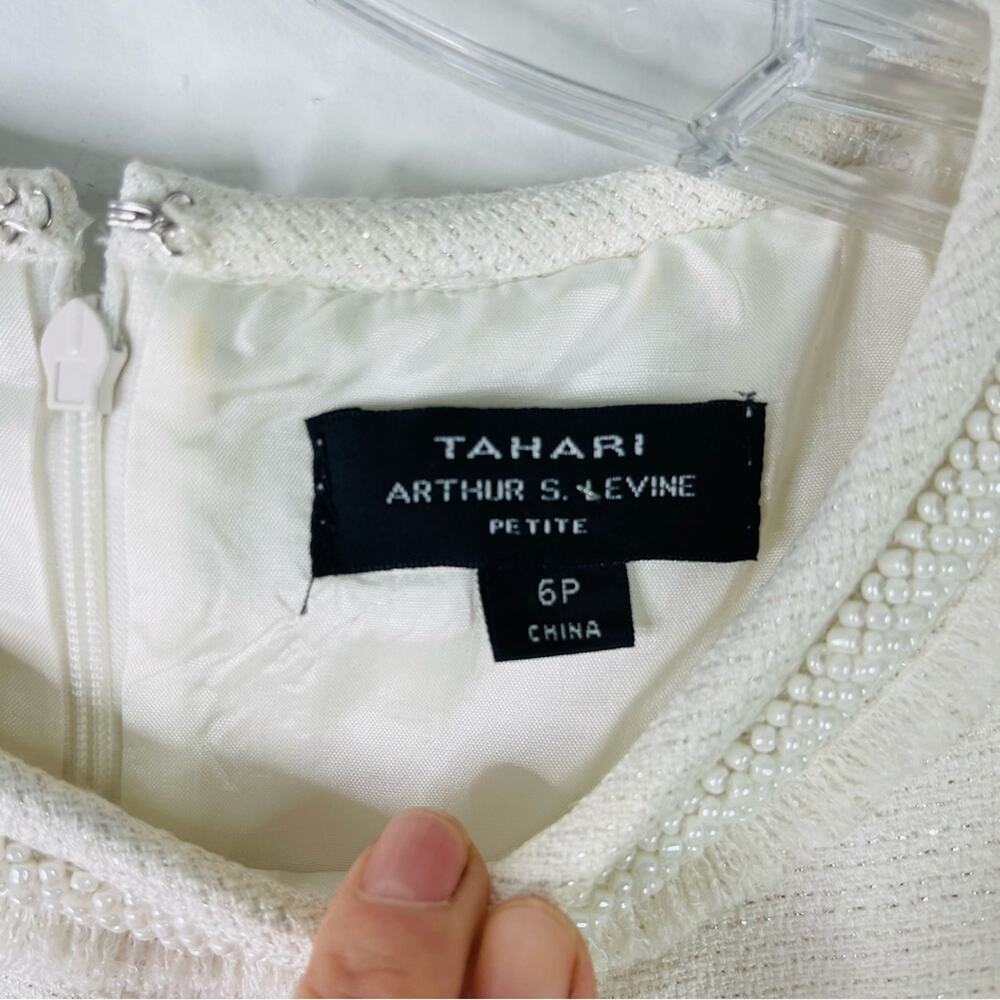 TAHARI
ARTHUR S. LEVINE
PETITE
6P
CHINA